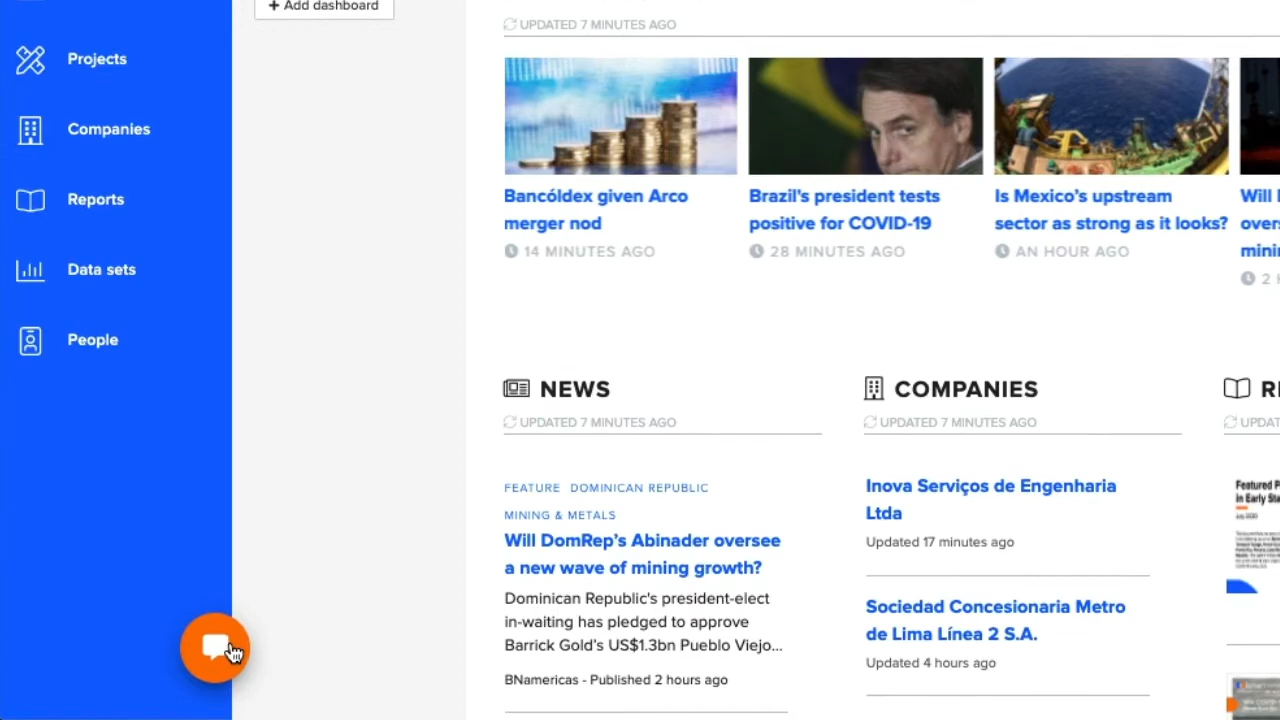 + Add dashboard
UPDATED 7 MINUTES AGO
Projects
Companies
Reports
Data sets
People
Bancóldex given Arco
merger nod
14 MINUTES AGO
Brazil's president tests
positive for COVID-19
28 MINUTES AGO
Is Mexico's upstream
sector as strong as it looks?
AN HOUR AGO
Will
NEWS
UPDATED 7 MINUTES AGO
FEATURE DOMINICAN REPUBLIC
MINING & METALS
Will DomRep's Abinader oversee
a new wave of mining growth?
Dominican Republic's president-elect
in-waiting has pledged to approve
Barrick Gold's US$1.3bn Pueblo Viejo...
BNamericas - Published 2 hours ago
COMPANIES
UPDATED 7 MINUTES AGO
Inova Serviços de Engenharia
Ltda
Updated 17 minutes ago
Sociedad Concesionaria Metro
de Lima Línea 2 S.A.
Updated 4 hours ago